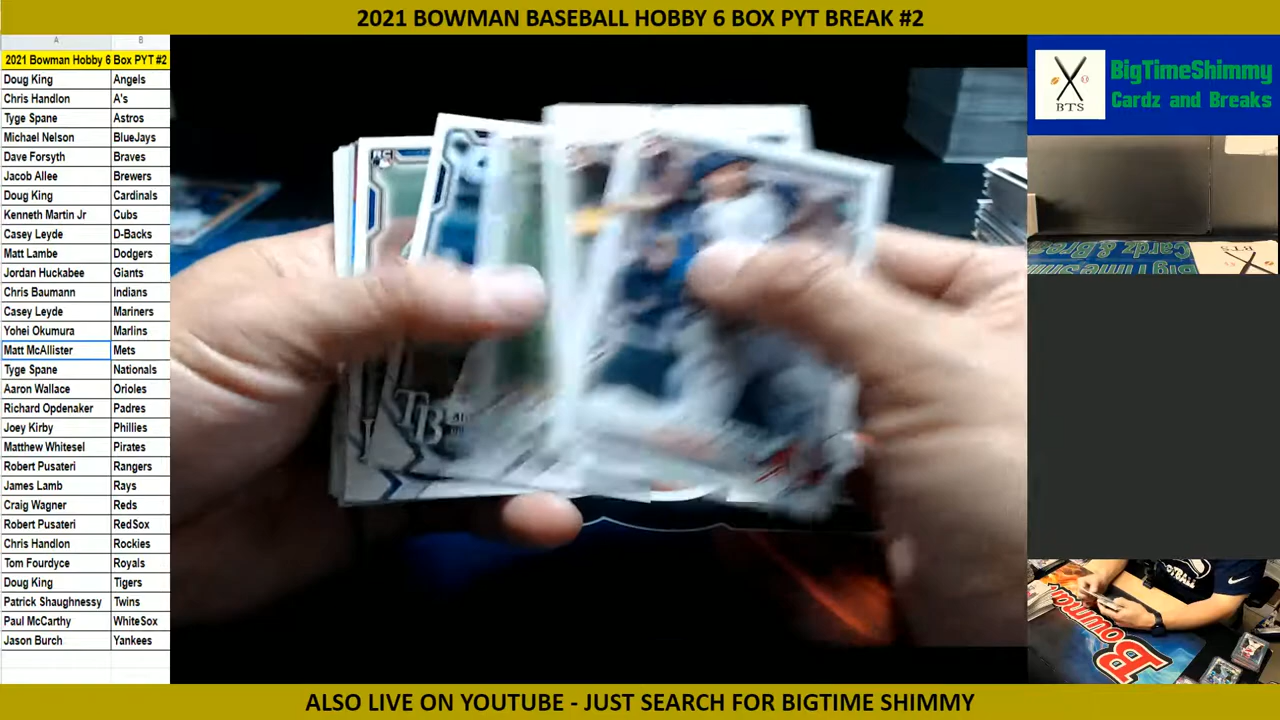 2021 BOWMAN BASEBALL HOBBY 6 BOX PYT BREAK #2
A B
2021 Bowman Hobby 6 Box PYT #2
Doug King Angels
Chris Handlon A's
Tyge Spane Astros
Michael Nelson BlueJays
Dave Forsyth Braves
Jacob Allee Brewers
Doug King Cardinals
Kenneth Martin Jr Cubs
Casey Leyde D-Backs
Matt Lambe Dodgers
Jordan Huckabee Giants
Chris Baumann Indians
Casey Leyde Mariners
Yohei Okumura Marlins
Matt McAllister Mets
Tyge Spane Nationals
Aaron Wallace Orioles
Richard Opdenaker Padres
Joey Kirby Phillies
Matthew Whitesel Pirates
Robert Pusateri Rangers
James Lamb Rays
Craig Wagner Reds
Robert Pusateri RedSox
Chris Handlon Rockies
Tom Fourdyce Royals
Doug King Tigers
Patrick Shaughnessy Twins
Paul McCarthy WhiteSox
Jason Burch Yankees
TB
BTS
BigTimeShimmy
Cardz and Breaks
BTS
Bowman
ALSO LIVE ON YOUTUBE - JUST SEARCH FOR BIGTIME SHIMMY